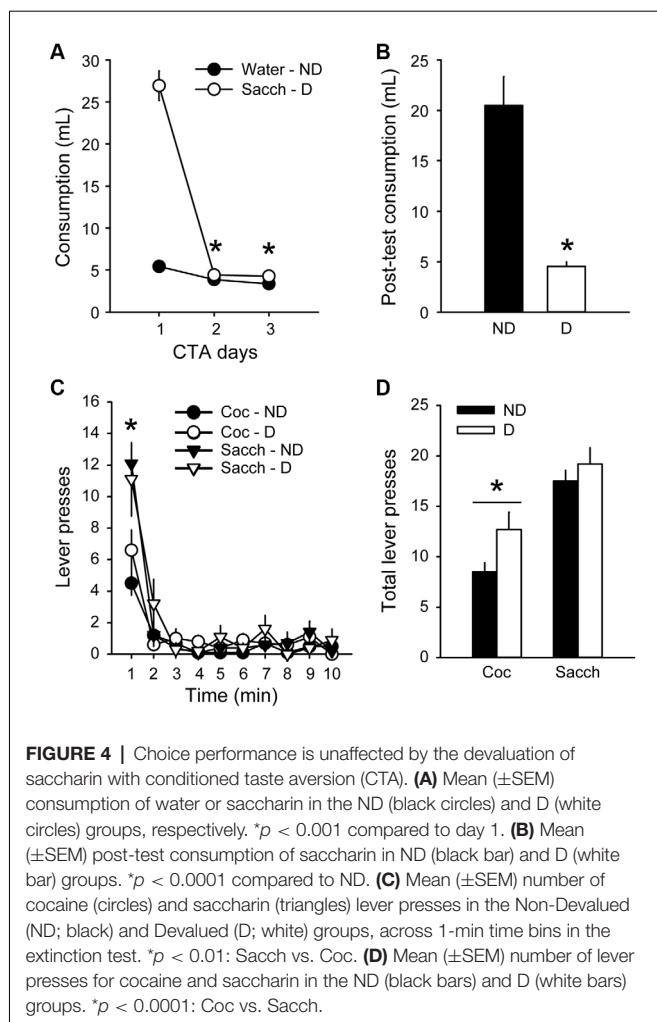 A
Water - ND
Sacch - D
Consumption (mL)
30
25
20
15
10
5
0
1 2 3
* *
CTA days
B
Post-test consumption (mL)
25
20
15
10
5
0
*
ND D
C
Lever presses
16
14
12
10
8
6
4
2
0
*
Coc - ND
Coc - D
Sacch - ND
Sacch - D
1 2 3 4 5 6 7 8 9 10
Time (min)
D
ND
D
Total lever presses
25
20
15
10
5
0
*
Coc Sacch
FIGURE 4 | Choice performance is unaffected by the devaluation of
saccharin with conditioned taste aversion (CTA). (A) Mean (±SEM)
consumption of water or saccharin in the ND (black circles) and D (white
circles) groups, respectively. *p < 0.001 compared to day 1. (B) Mean
(±SEM) post-test consumption of saccharin in ND (black bar) and D (white
bar) groups. *p < 0.0001 compared to ND. (C) Mean (±SEM) number of
cocaine (circles) and saccharin (triangles) lever presses in the Non-Devalued
(ND; black) and Devalued (D; white) groups, across 1-min time bins in the
extinction test. *p < 0.01: Sacch vs. Coc. (D) Mean (±SEM) number of lever
presses for cocaine and saccharin in the ND (black bars) and D (white bars)
groups. *p < 0.0001: Coc vs. Sacch.